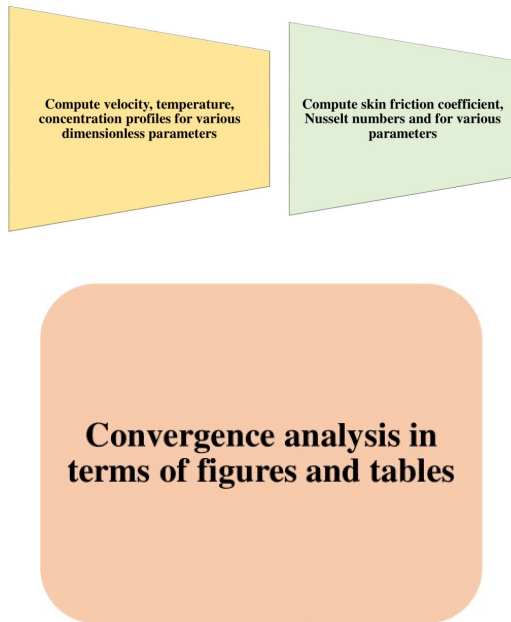 Compute velocity, temperature,
concentration profiles for various
dimensionless parameters
Compute skin friction coefficient,
Nusselt numbers and for various
parameters
Convergence analysis in
terms of figures and tables